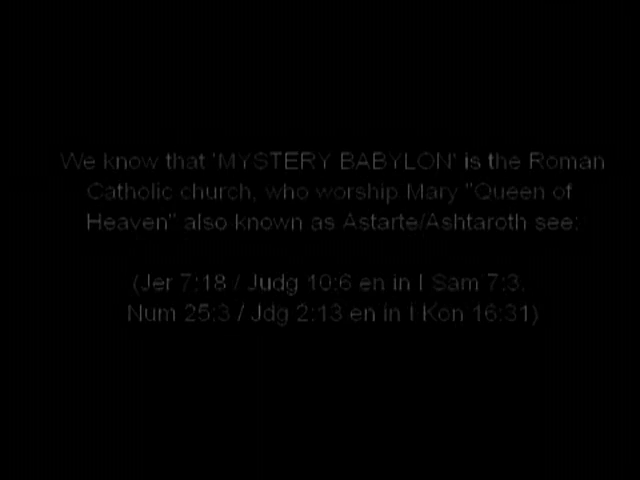 We know that 'MYSTERY BABYLON' is the Roman
Catholic church, who worship Mary "Queen of
Heaven" also known as Astarte/Ashtaroth see:
(Jer 7:18 / Judg 10:6 en in I Sam 7:3,
Num 25:3 / Jdg 2:13 en in I Kon 16:31)